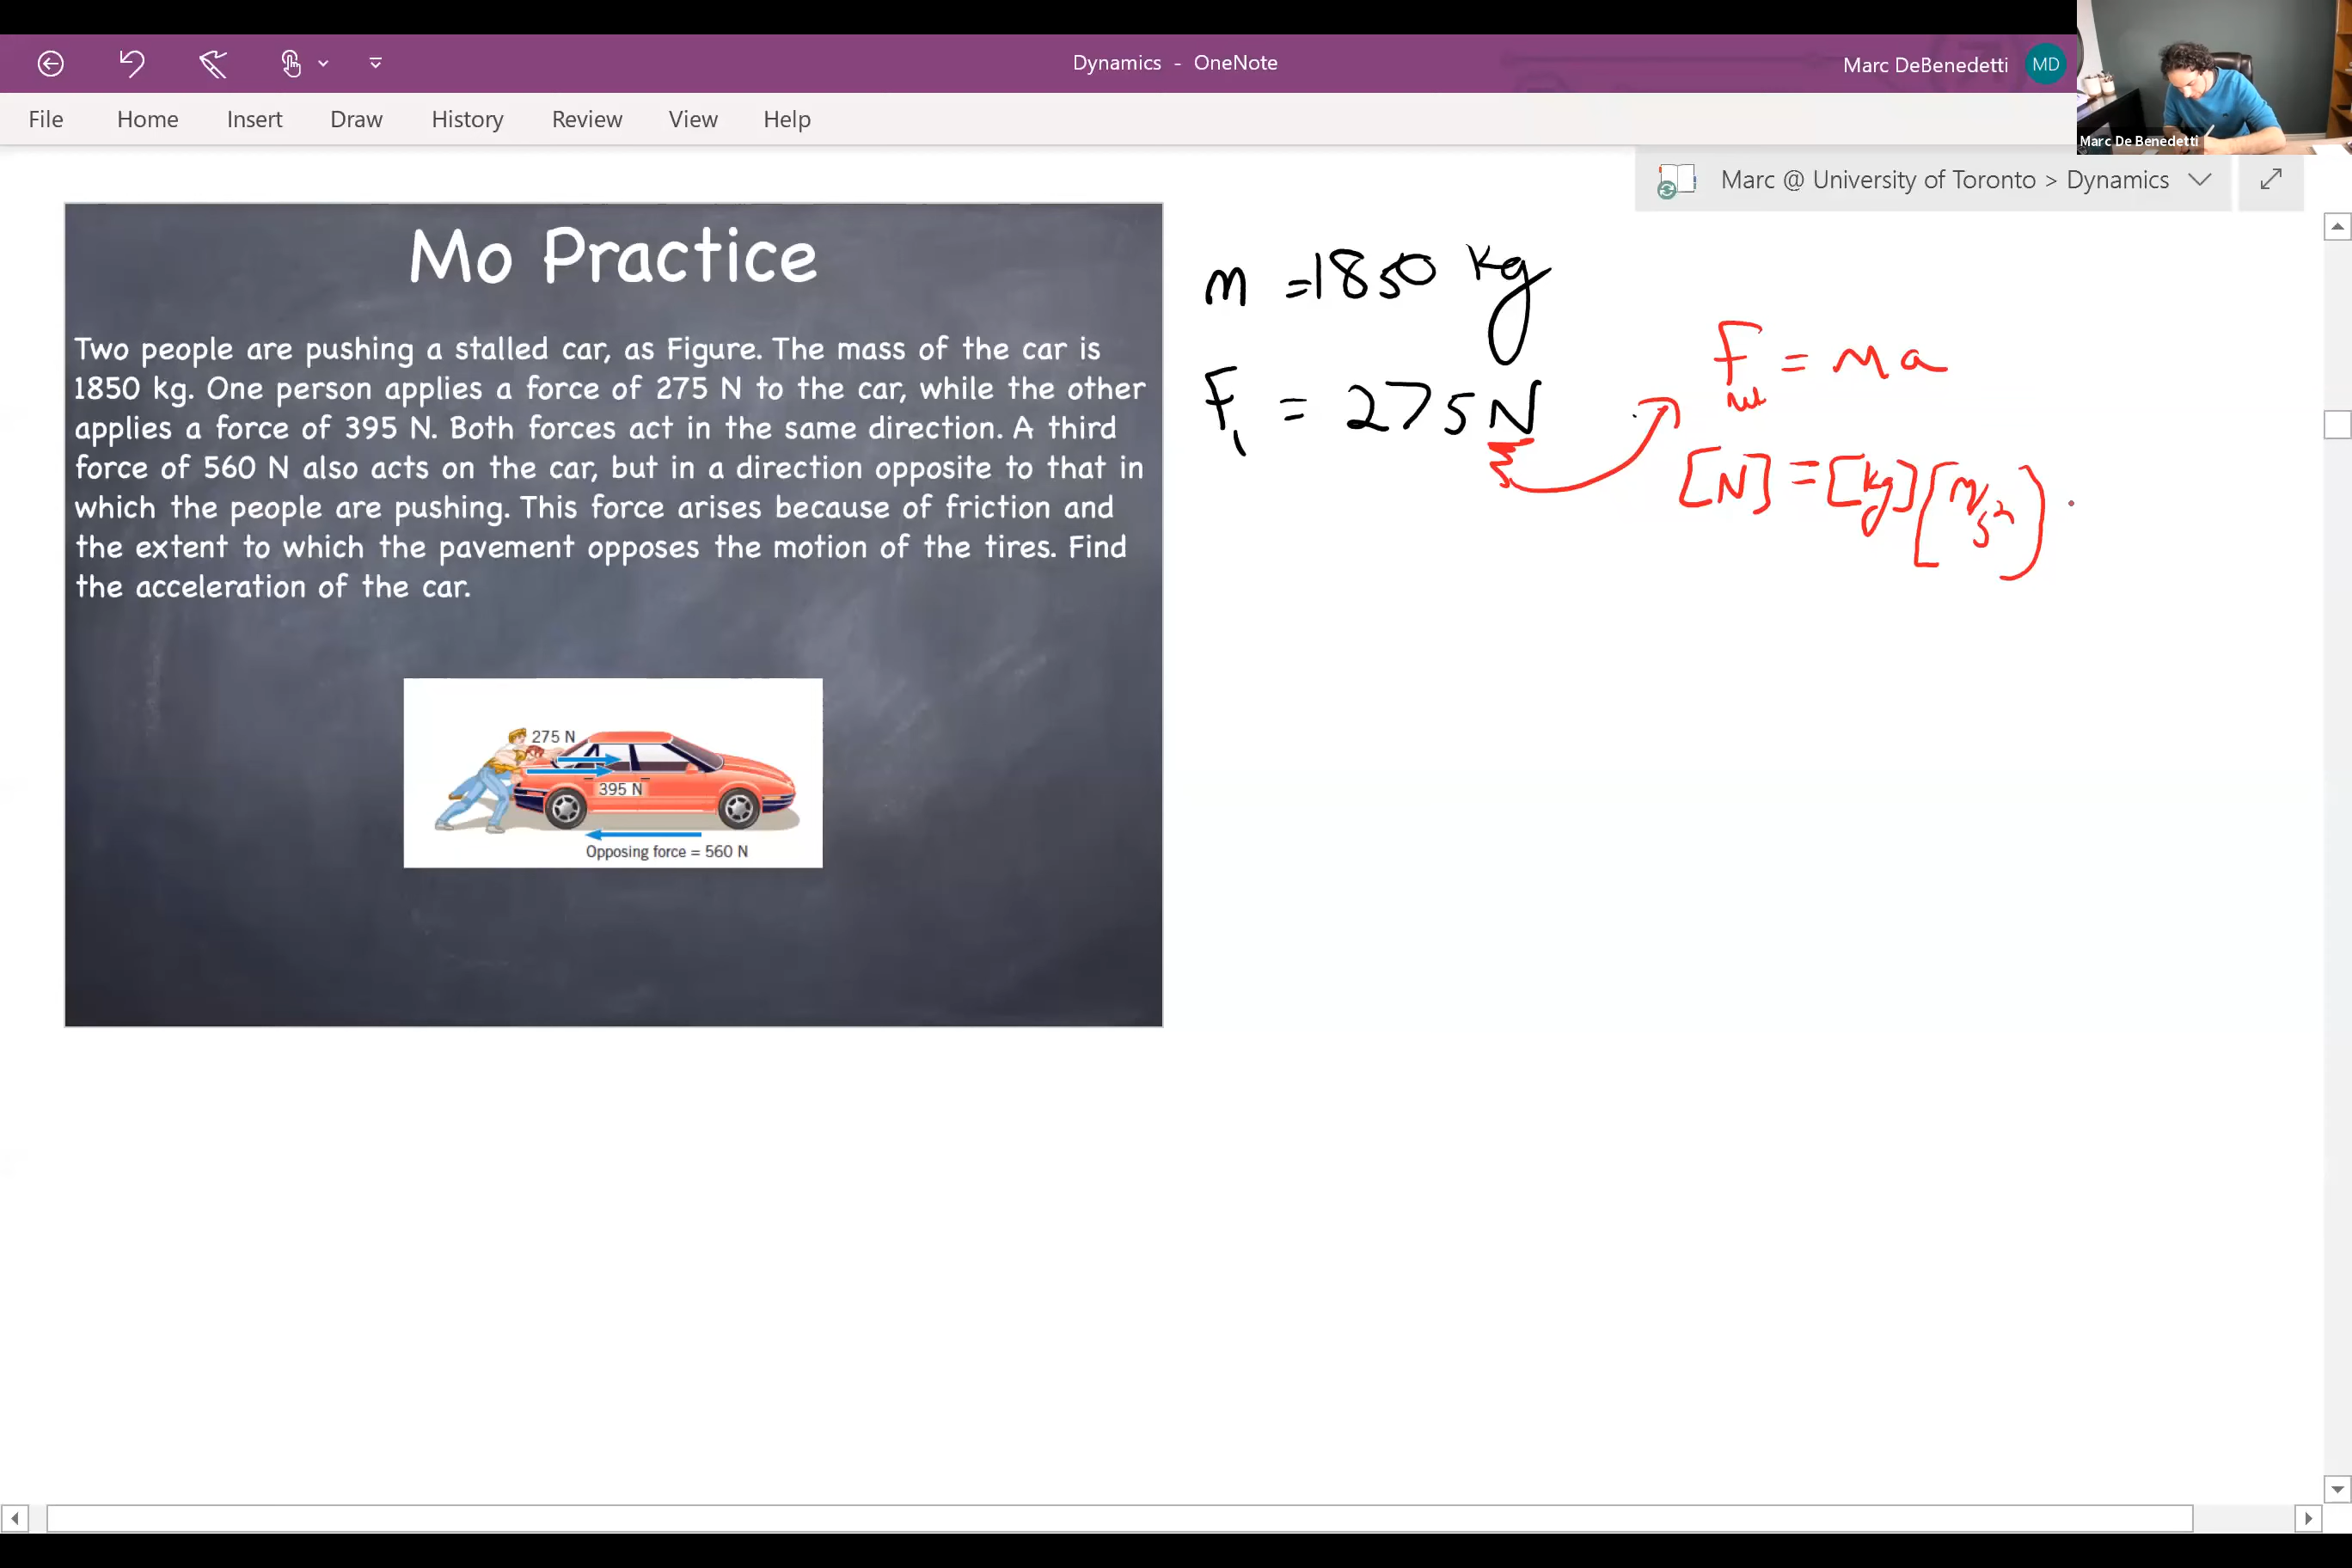 Dynamics - OneNote
Marc DeBenedetti MD
File Home Insert Draw History Review View Help
Marc De Benedetti
Marc @ University of Toronto > Dynamics
Mo Practice
Two people are pushing a stalled car, as Figure. The mass of the car is
1850 kg. One person applies a force of 275 N to the car, while the other
applies a force of 395 N. Both forces act in the same direction. A third
force of 560 N also acts on the car, but in a direction opposite to that in
which the people are pushing. This force arises because of friction and
the extent to which the pavement opposes the motion of the tires. Find
the acceleration of the car.
275 N
395 N
Opposing force = 560 N
m = 1850 kg
F1 = 275 N
Fnet = ma
[N] = [kg][m/s²]